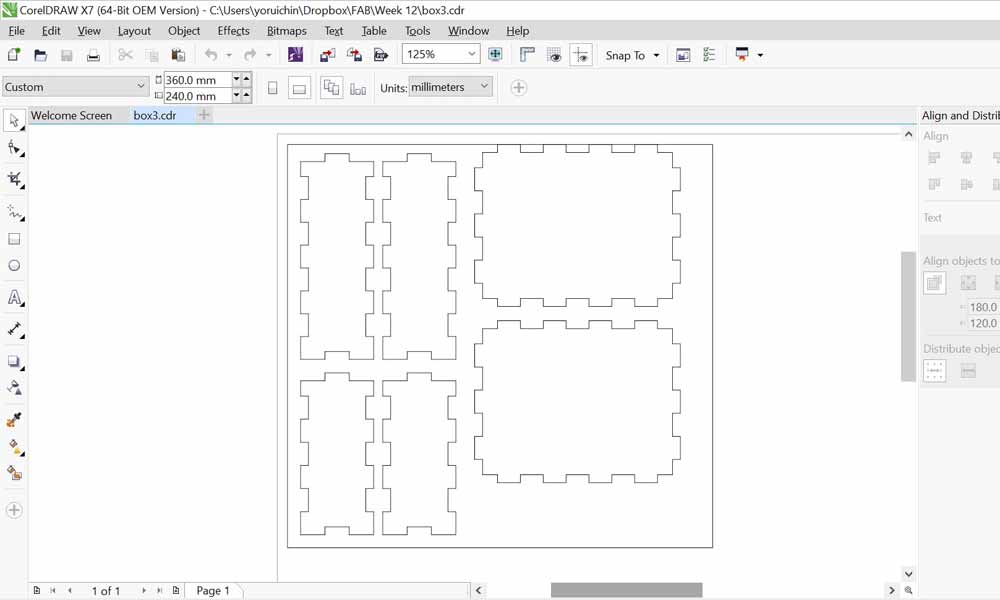 CorelDRAW X7 (64-Bit OEM Version) - C:\Users\yoruichin\Dropbox\FAB\Week 12\box3.cdr
File Edit View Layout Object Effects Bitmaps Text Table Tools Window Help
125% Snap To
Custom 360.0 mm Units: millimeters
240.0 mm
Welcome Screen box3.cdr Align and Distri
Align
Text
Align objects to
180.0
120.0
Distribute objec
1 of 1 Page 1